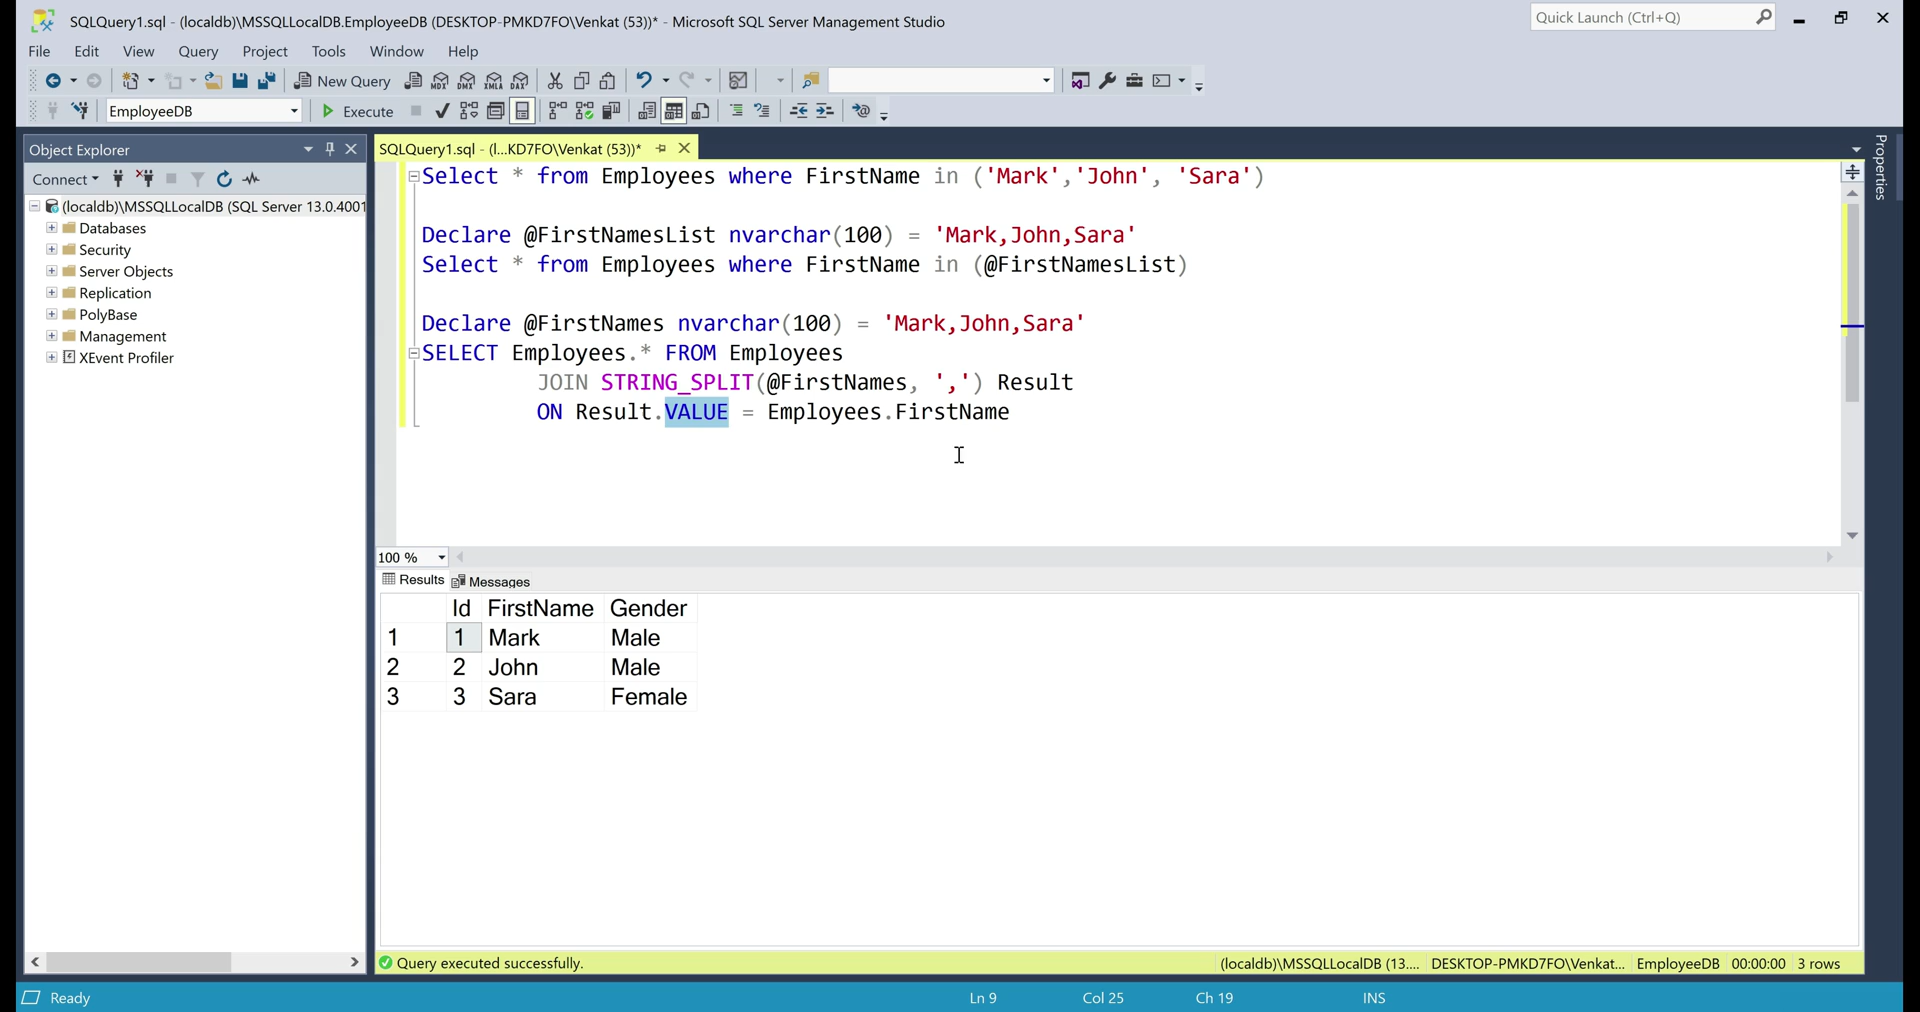 SQLQuery1.sql - (localdb)\MSSQLLocalDB.EmployeeDB (DESKTOP-PMKD7FO\Venkat (53))* - Microsoft SQL Server Management Studio
Quick Launch (Ctrl+Q)
File Edit View Query Project Tools Window Help
New Query MDX DMX XMLA DAX
EmployeeDB Execute
Object Explorer
SQLQuery1.sql - (l...KD7FO\Venkat (53))*
Properties
Connect
(localdb)\MSSQLLocalDB (SQL Server 13.0.4001
Databases
Security
Server Objects
Replication
PolyBase
Management
XEvent Profiler
Select * from Employees where FirstName in ('Mark','John', 'Sara')
Declare @FirstNamesList nvarchar(100) = 'Mark,John,Sara'
Select * from Employees where FirstName in (@FirstNamesList)
Declare @FirstNames nvarchar(100) = 'Mark,John,Sara'
SELECT Employees.* FROM Employees
JOIN STRING_SPLIT(@FirstNames, ',') Result
ON Result.VALUE = Employees.FirstName
100 %
Results Messages
Id FirstName Gender
1 1 Mark Male
2 2 John Male
3 3 Sara Female
Query executed successfully.
(localdb)\MSSQLLocalDB (13.... DESKTOP-PMKD7FO\Venkat... EmployeeDB 00:00:00 3 rows
Ready Ln 9 Col 25 Ch 19 INS